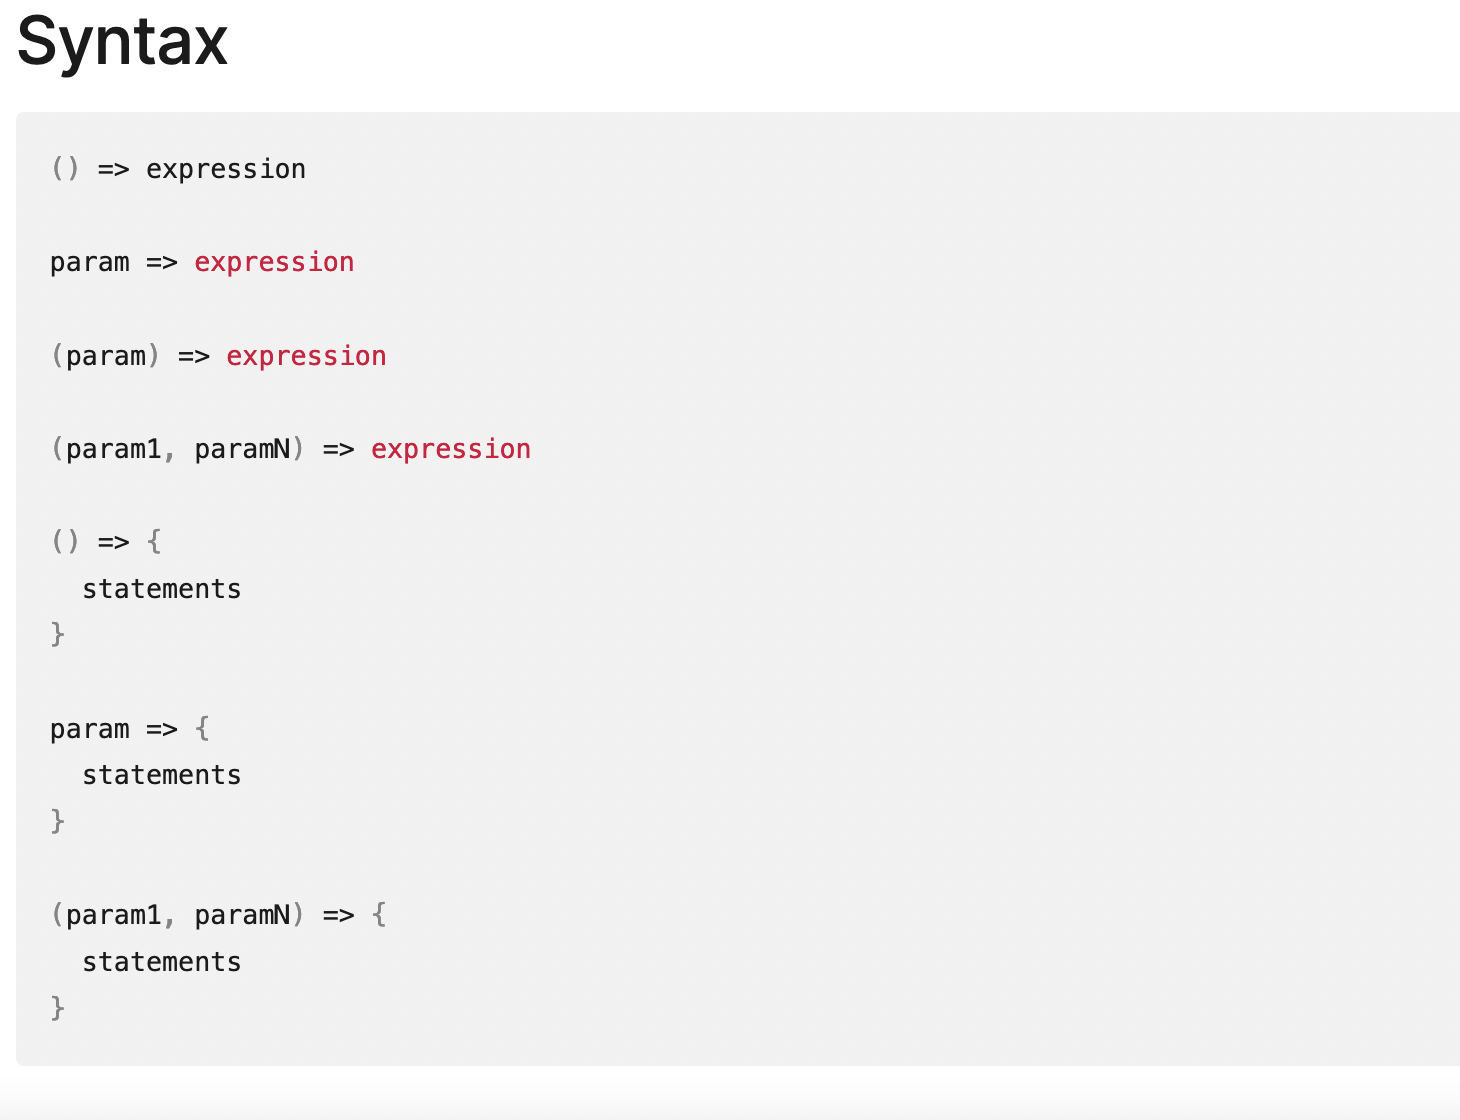 Syntax
() => expression
param => expression
(param) => expression
(param1, paramN) => expression
() => {
  statements
}
param => {
  statements
}
(param1, paramN) => {
  statements
}